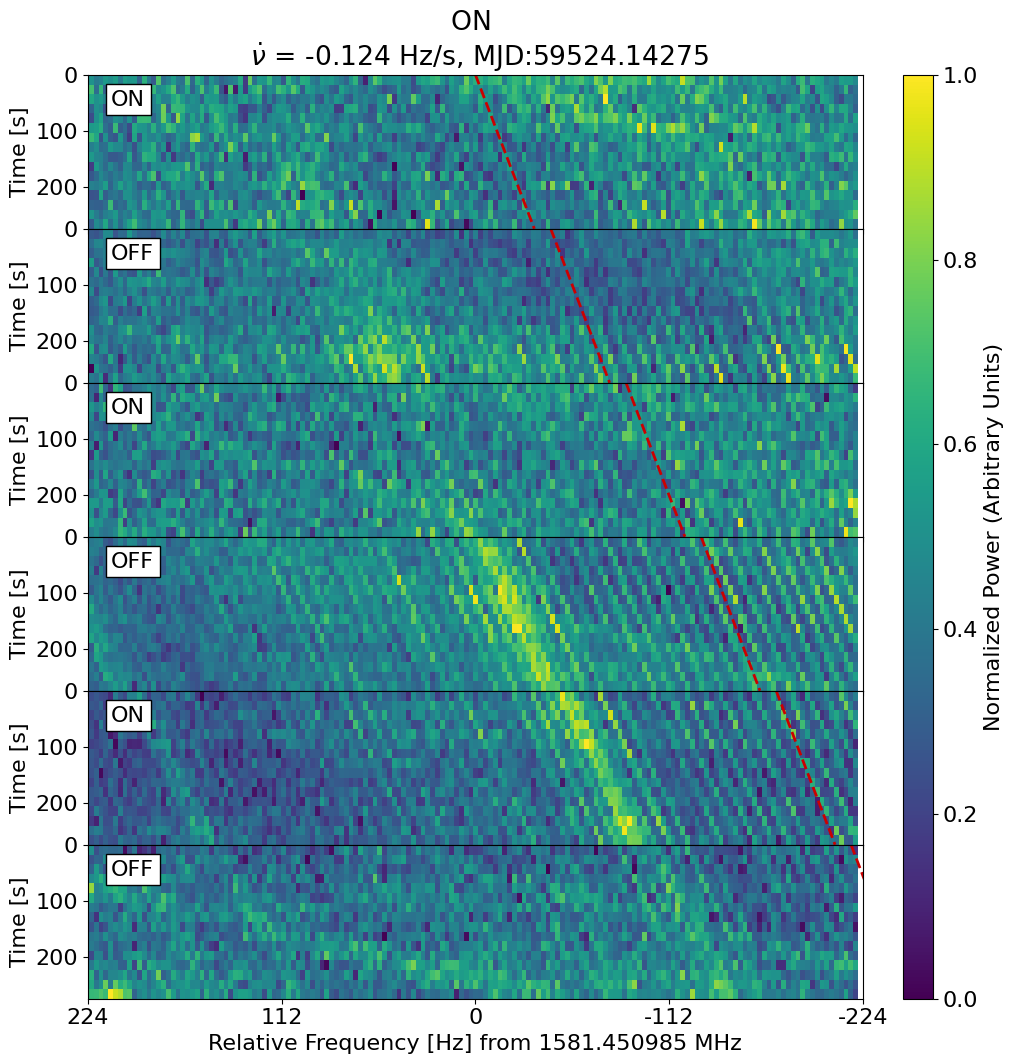 ON
ν̇ = -0.124 Hz/s, MJD:59524.14275
0
ON
100
200
Time [s]
0
OFF
100
200
Time [s]
0
ON
100
200
Time [s]
0
OFF
100
200
Time [s]
0
ON
100
200
Time [s]
0
OFF
100
200
Time [s]
224 112 0 -112 -224
Relative Frequency [Hz] from 1581.450985 MHz
1.0
0.8
0.6
0.4
0.2
0.0
Normalized Power (Arbitrary Units)